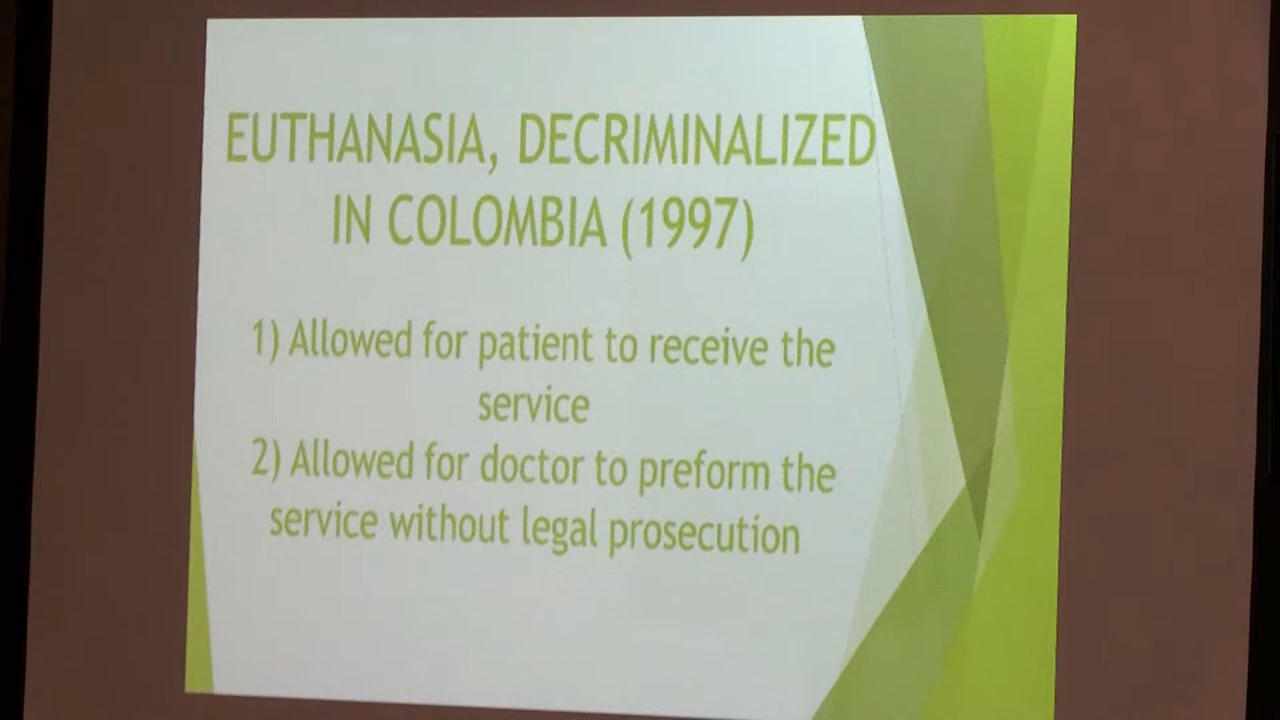 EUTHANASIA, DECRIMINALIZED
IN COLOMBIA (1997)
1) Allowed for patient to receive the
service
2) Allowed for doctor to preform the
service without legal prosecution